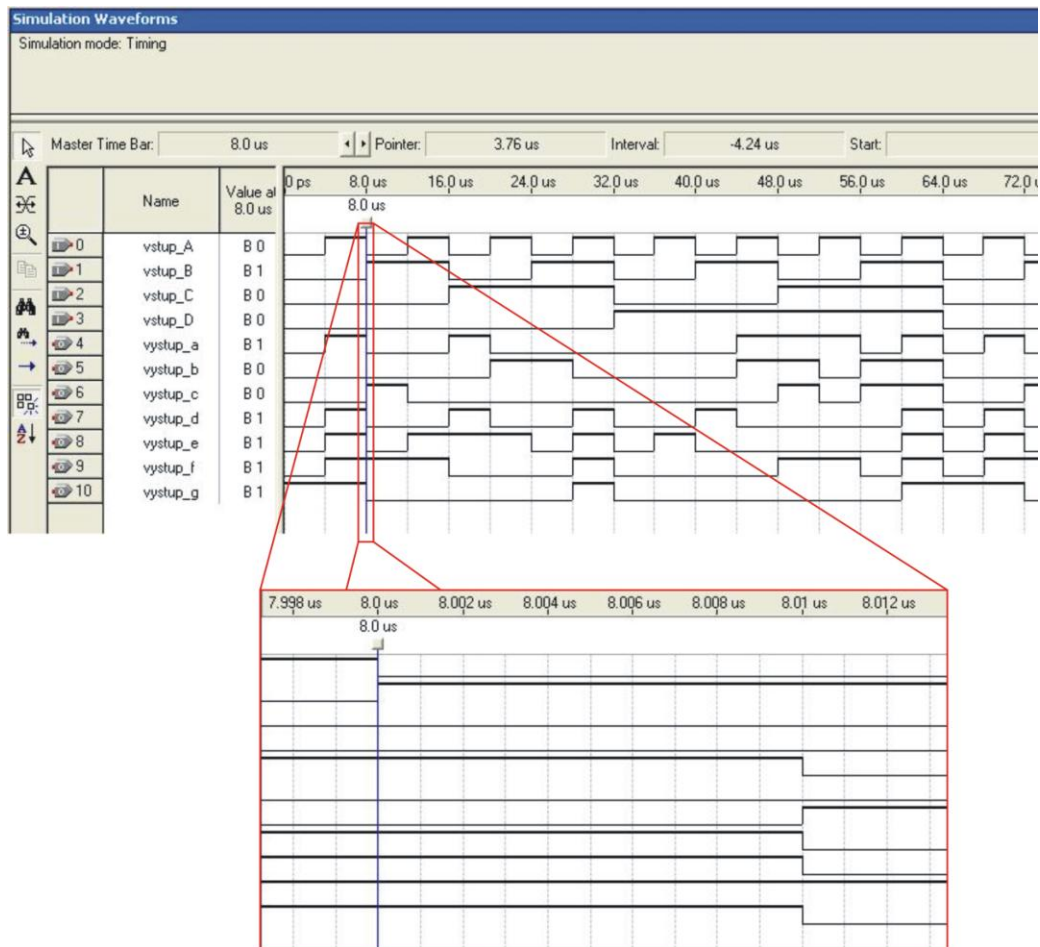 Simulation Waveforms
Simulation mode: Timing
Master Time Bar: 8.0 us Pointer: 3.76 us Interval: -4.24 us Start:
Name Value at 8.0 us 0 ps 8.0 us 16.0 us 24.0 us 32.0 us 40.0 us 48.0 us 56.0 us 64.0 us 72.0
8.0 us
0 vstup_A B 0
1 vstup_B B 1
2 vstup_C B 0
3 vstup_D B 0
4 vystup_a B 1
5 vystup_b B 0
6 vystup_c B 0
7 vystup_d B 1
8 vystup_e B 1
9 vystup_f B 1
10 vystup_g B 1
7.998 us 8.0 us 8.002 us 8.004 us 8.006 us 8.008 us 8.01 us 8.012 us
8.0 us